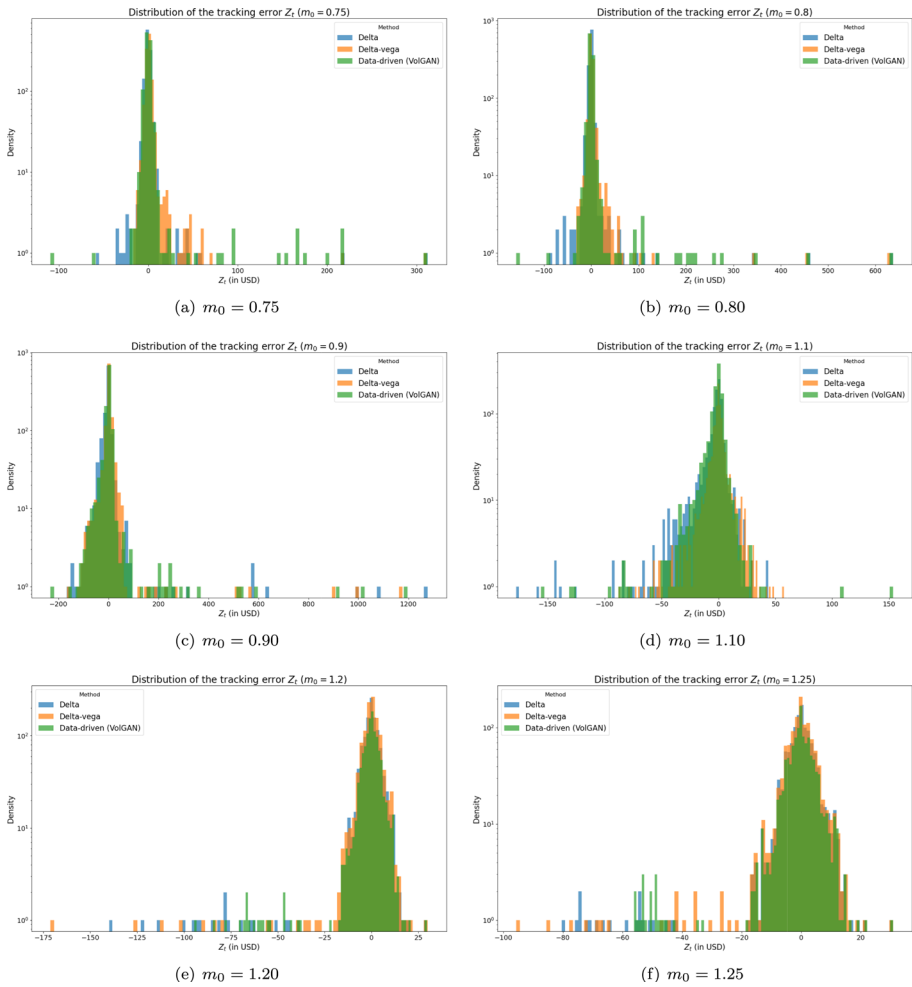 Distribution of the tracking error Z_t (m_0 = 0.75)
Method
Delta
Delta-vega
Data-driven (VolGAN)
Density
10^2
10^1
10^0
-100 0 100 200 300
Z_t (in USD)
(a) m_0 = 0.75
Distribution of the tracking error Z_t (m_0 = 0.8)
Method
Delta
Delta-vega
Data-driven (VolGAN)
Density
10^3
10^2
10^1
10^0
-100 0 100 200 300 400 500 600
Z_t (in USD)
(b) m_0 = 0.80
Distribution of the tracking error Z_t (m_0 = 0.9)
Method
Delta
Delta-vega
Data-driven (VolGAN)
Density
10^3
10^2
10^1
10^0
-200 0 200 400 600 800 1000 1200
Z_t (in USD)
(c) m_0 = 0.90
Distribution of the tracking error Z_t (m_0 = 1.1)
Method
Delta
Delta-vega
Data-driven (VolGAN)
Density
10^2
10^1
10^0
-150 -100 -50 0 50 100 150
Z_t (in USD)
(d) m_0 = 1.10
Distribution of the tracking error Z_t (m_0 = 1.2)
Method
Delta
Delta-vega
Data-driven (VolGAN)
Density
10^2
10^1
10^0
-175 -150 -125 -100 -75 -50 -25 0 25
Z_t (in USD)
(e) m_0 = 1.20
Distribution of the tracking error Z_t (m_0 = 1.25)
Method
Delta
Delta-vega
Data-driven (VolGAN)
Density
10^2
10^1
10^0
-100 -80 -60 -40 -20 0 20
Z_t (in USD)
(f) m_0 = 1.25